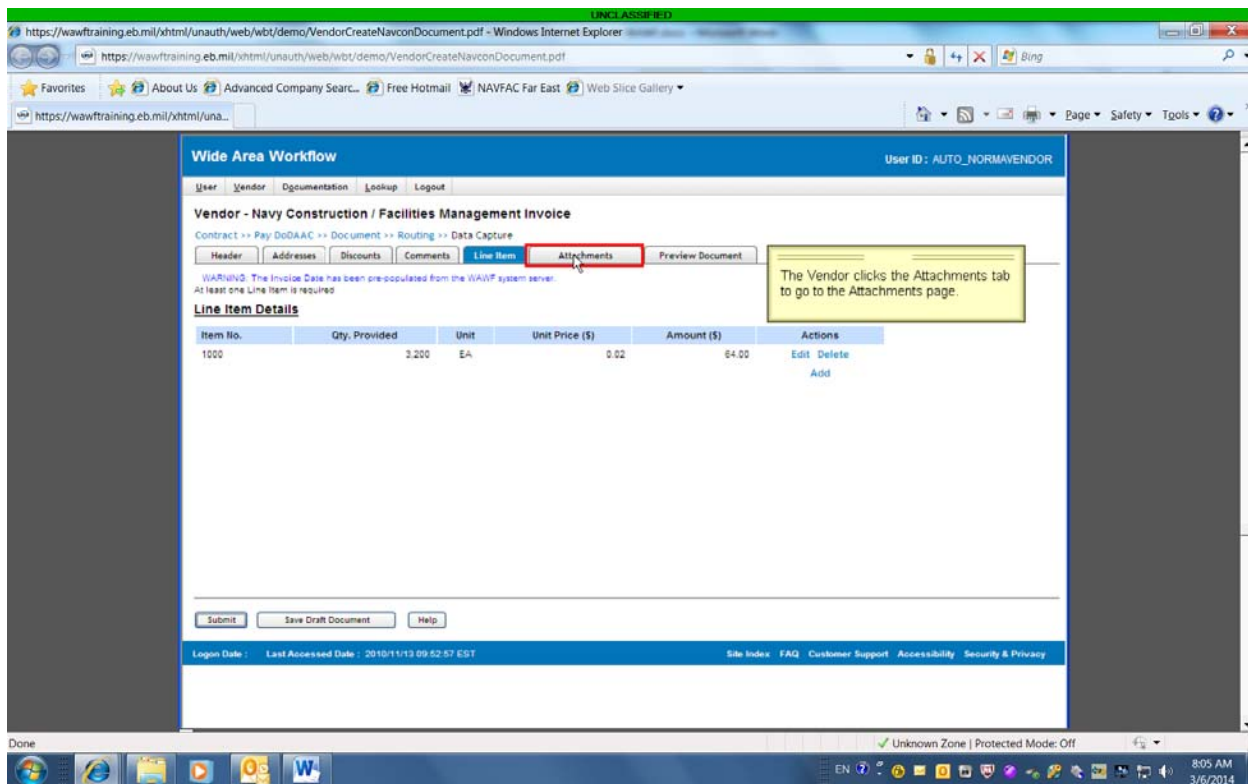 UNCLASSIFIED
https://wawftraining.eb.mil/xhtml/unauth/web/wbt/demo/VendorCreateNavconDocument.pdf - Windows Internet Explorer
https://wawftraining.eb.mil/xhtml/unauth/web/wbt/demo/VendorCreateNavconDocument.pdf
Bing
Favorites About Us Advanced Company Searc... Free Hotmail NAVFAC Far East Web Slice Gallery
https://wawftraining.eb.mil/xhtml/una...
Page Safety Tools
Wide Area Workflow
User ID : AUTO_NORMAVENDOR
User Vendor Documentation Lookup Logout
Vendor - Navy Construction / Facilities Management Invoice
Contract >> Pay DoDAAC >> Document >> Routing >> Data Capture
Header Addresses Discounts Comments Line Item Attachments Preview Document
The Vendor clicks the Attachments tab
to go to the Attachments page.
WARNING: The Invoice Date has been pre-populated from the WAWF system server.
At least one Line Item is required
Line Item Details
Item No. Qty. Provided Unit Unit Price ($) Amount ($) Actions
1000 3,200 EA 0.02 64.00 Edit Delete
Add
Submit Save Draft Document Help
Logon Date : Last Accessed Date : 2010/11/13 09:52:57 EST Site Index FAQ Customer Support Accessibility Security & Privacy
Done
Unknown Zone | Protected Mode: Off
EN
8:05 AM
3/6/2014